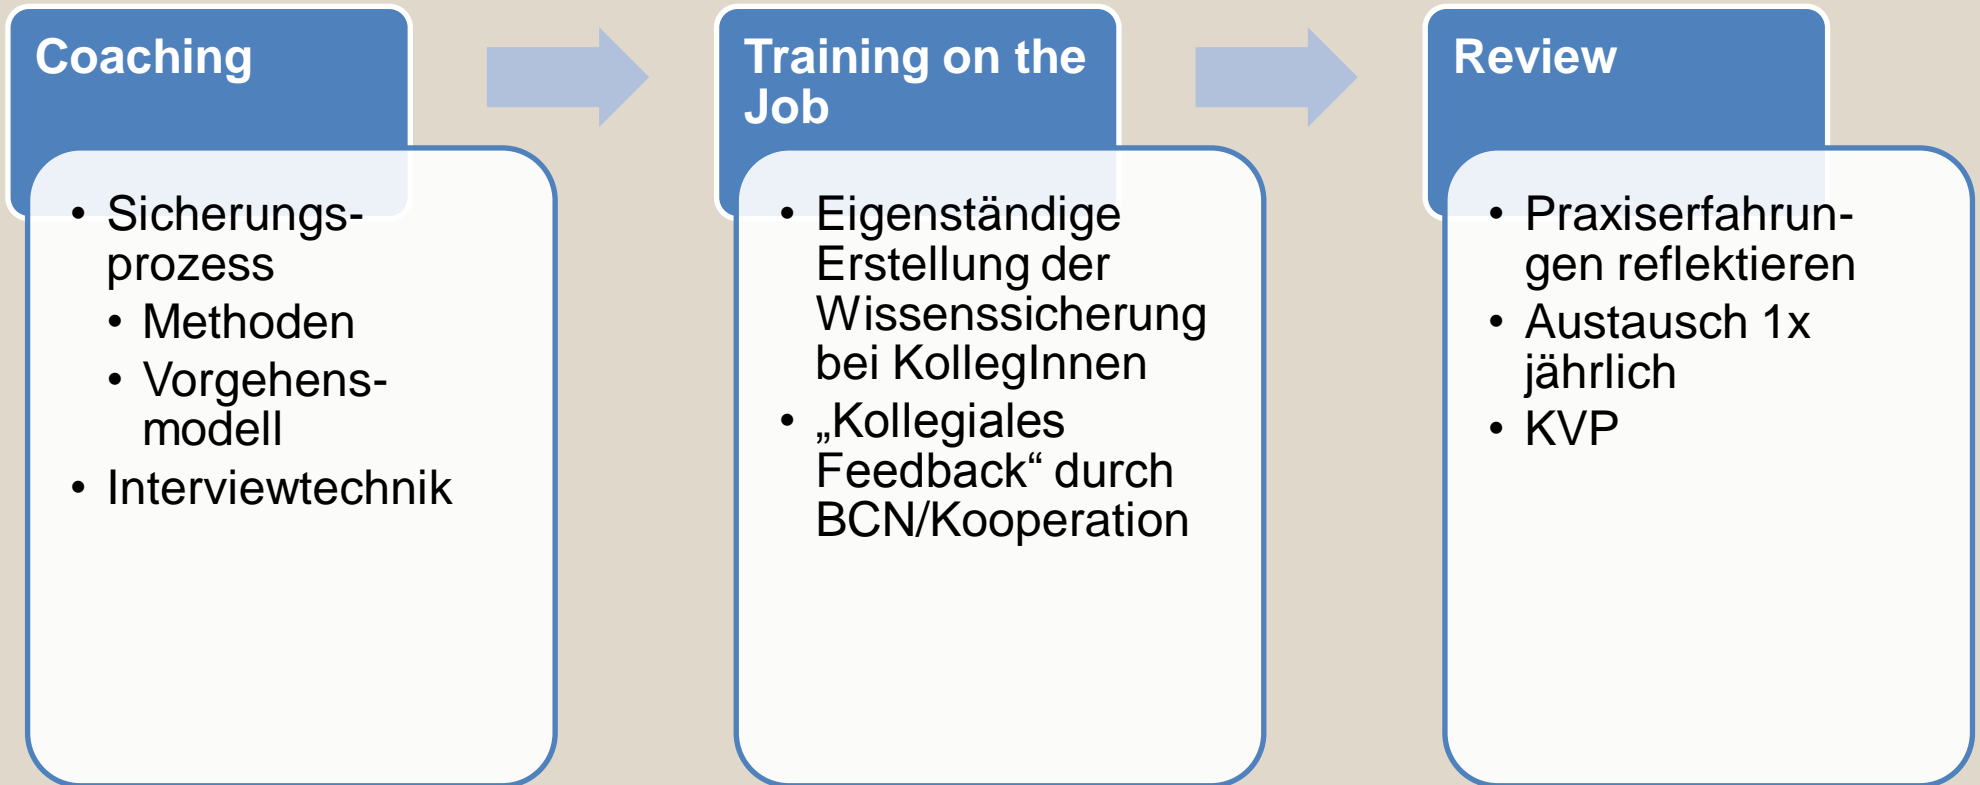 Coaching
• Sicherungs-
prozess
• Methoden
• Vorgehens-
modell
• Interviewtechnik
Training on the
Job
• Eigenständige
Erstellung der
Wissenssicherung
bei KollegInnen
• „Kollegiales
Feedback“ durch
BCN/Kooperation
Review
• Praxiserfahrun-
gen reflektieren
• Austausch 1x
jährlich
• KVP